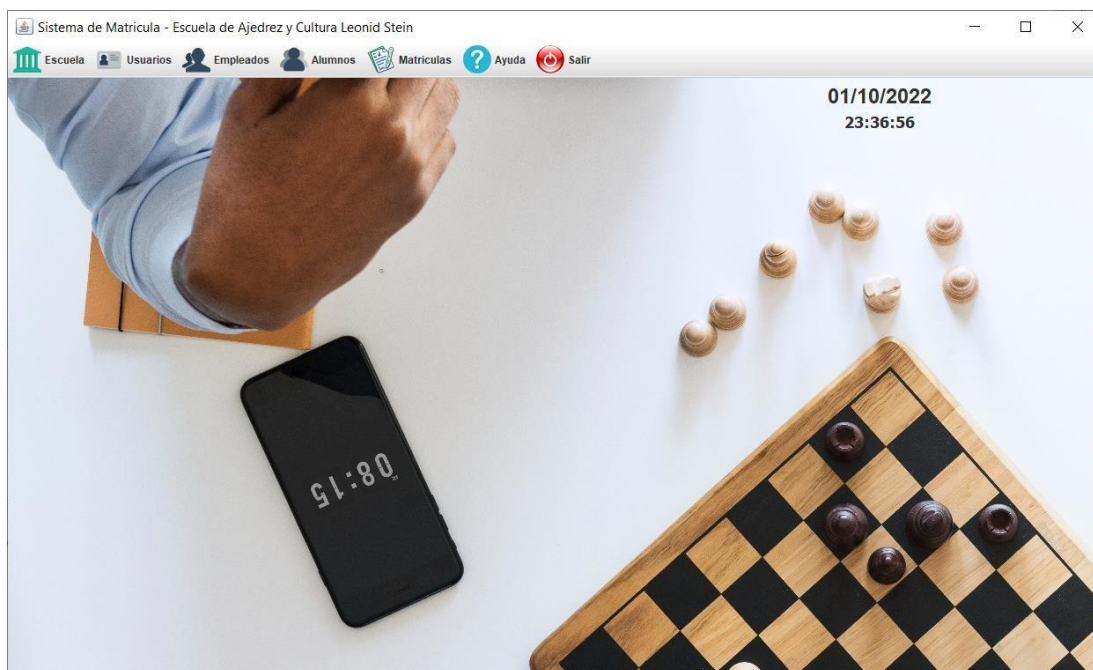 Sistema de Matricula - Escuela de Ajedrez y Cultura Leonid Stein
Escuela Usuarios Empleados Alumnos Matriculas Ayuda Salir
01/10/2022
23:36:56
08:15